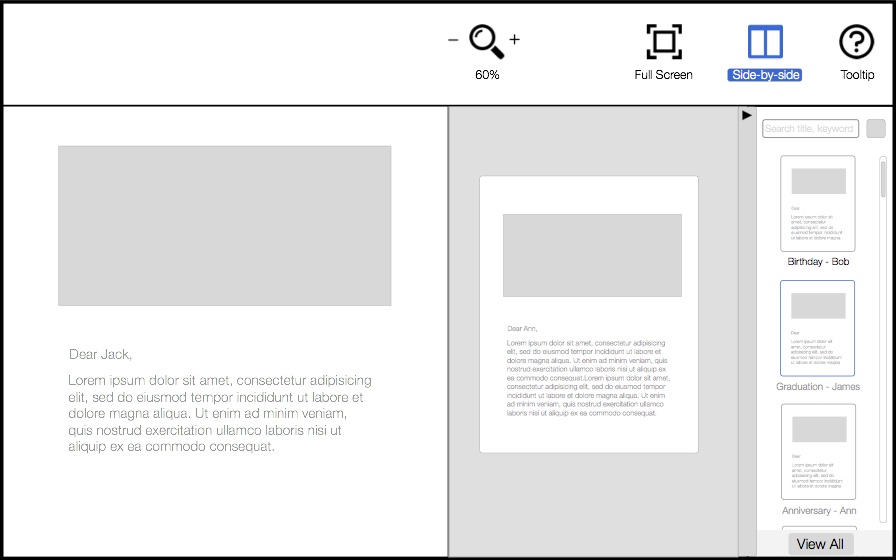 − +
60%
Full Screen
Side-by-side
Tooltip
Search title, keyword
Dear Jack,
Lorem ipsum dolor sit amet, consectetur adipisicing
elit, sed do eiusmod tempor incididunt ut labore et
dolore magna aliqua. Ut enim ad minim veniam,
quis nostrud exercitation ullamco laboris nisi ut
aliquip ex ea commodo consequat.
Dear Ann,
Lorem ipsum dolor sit amet, consectetur adipisicing
elit, sed do eiusmod tempor incididunt ut labore et
dolore magna aliqua. Ut enim ad minim veniam, quis
nostrud exercitation ullamco laboris nisi ut aliquip ex
ea commodo consequat.Lorem ipsum dolor sit amet,
consectetur adipisicing elit, sed do eiusmod tempor
incididunt ut labore et dolore magna aliqua. Ut enim
ad minim veniam, quis nostrud exercitation ullamco
laboris nisi ut aliquip ex ea commodo consequat.
Dear
Lorem ipsum dolor sit
amet, consectetur
adipisicing elit, sed do
eiusmod tempor incididunt
ut labore et dolore magna.
Birthday - Bob
Dear
Lorem ipsum dolor sit
amet, consectetur
adipisicing elit, sed do
eiusmod tempor incididunt
ut labore et dolore magna.
Graduation - James
Dear
Lorem ipsum dolor sit
amet, consectetur
adipisicing elit, sed do
eiusmod tempor incididunt
ut labore et dolore magna
Anniversary - Ann
View All